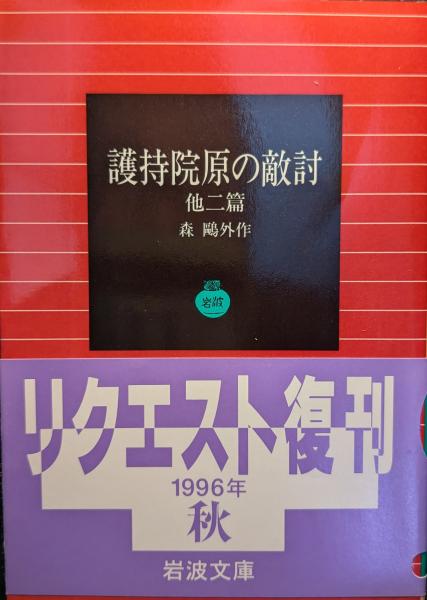 護持院原の敵討
他二篇
森 鷗外作
岩波
リクエスト復刊
1996年
秋
岩波文庫